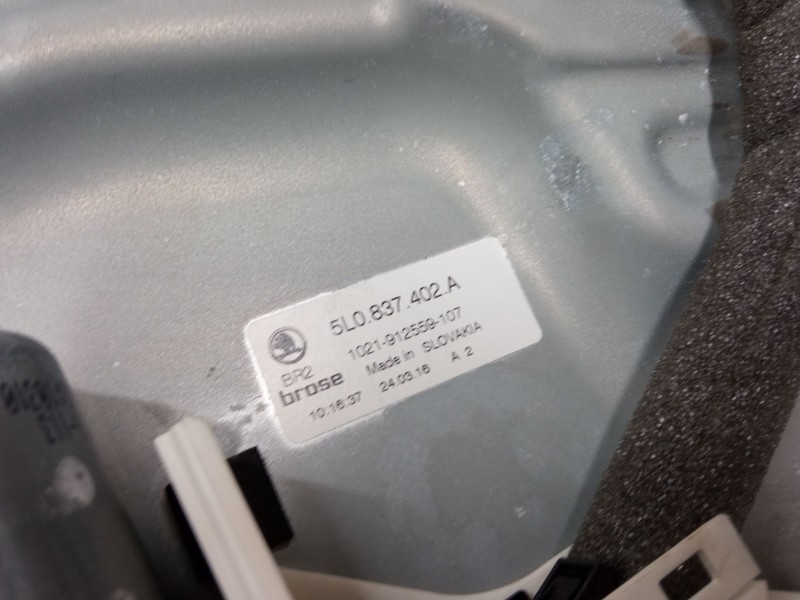 5L0.837.402.A
1021-912559-107
BR2
Made in SLOVAKIA
brose
10:16:37 24.03.16 A 2